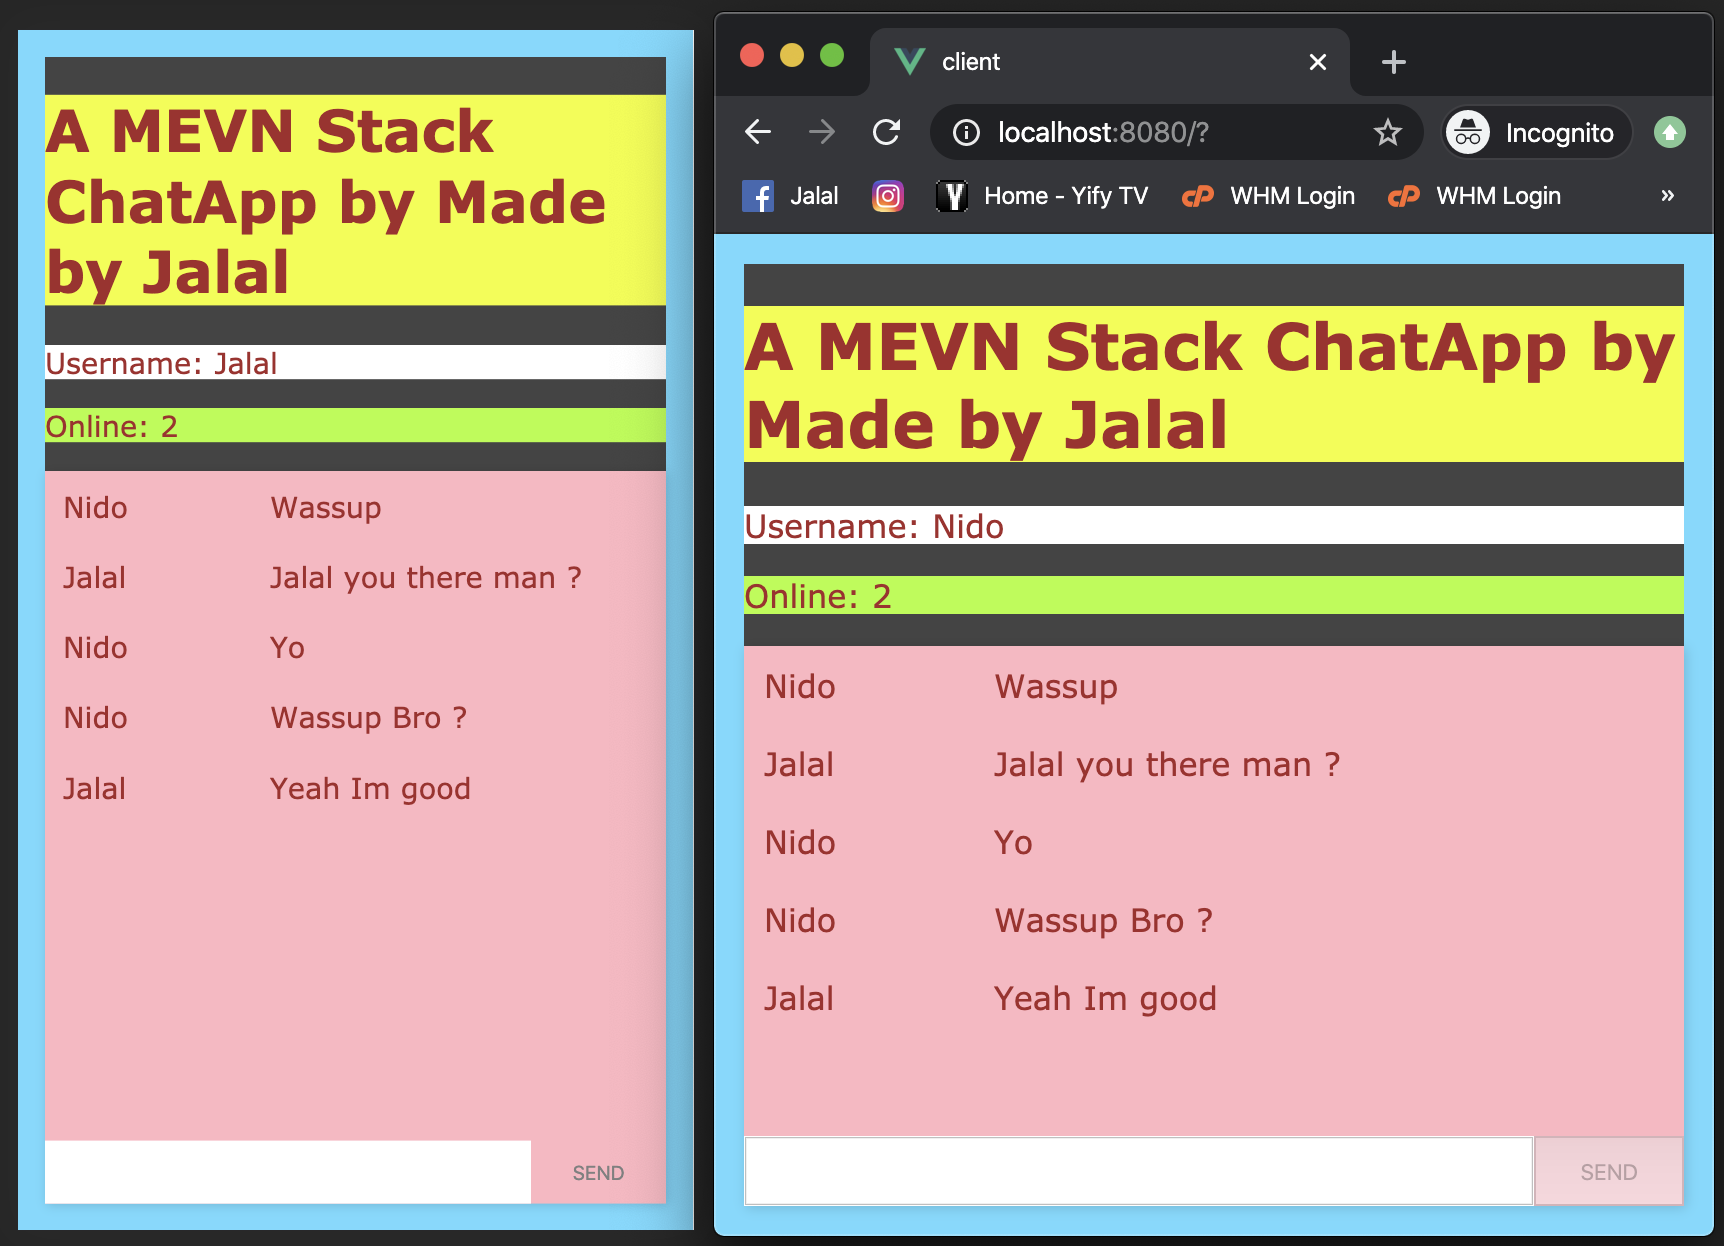 A MEVN Stack
ChatApp by Made
by Jalal
Username: Jalal
Online: 2
Nido Wassup
Jalal Jalal you there man ?
Nido Yo
Nido Wassup Bro ?
Jalal Yeah Im good
SEND
client
localhost:8080/?
Incognito
Jalal
Home - Yify TV
WHM Login
WHM Login
»
A MEVN Stack ChatApp by
Made by Jalal
Username: Nido
Online: 2
Nido Wassup
Jalal Jalal you there man ?
Nido Yo
Nido Wassup Bro ?
Jalal Yeah Im good
SEND